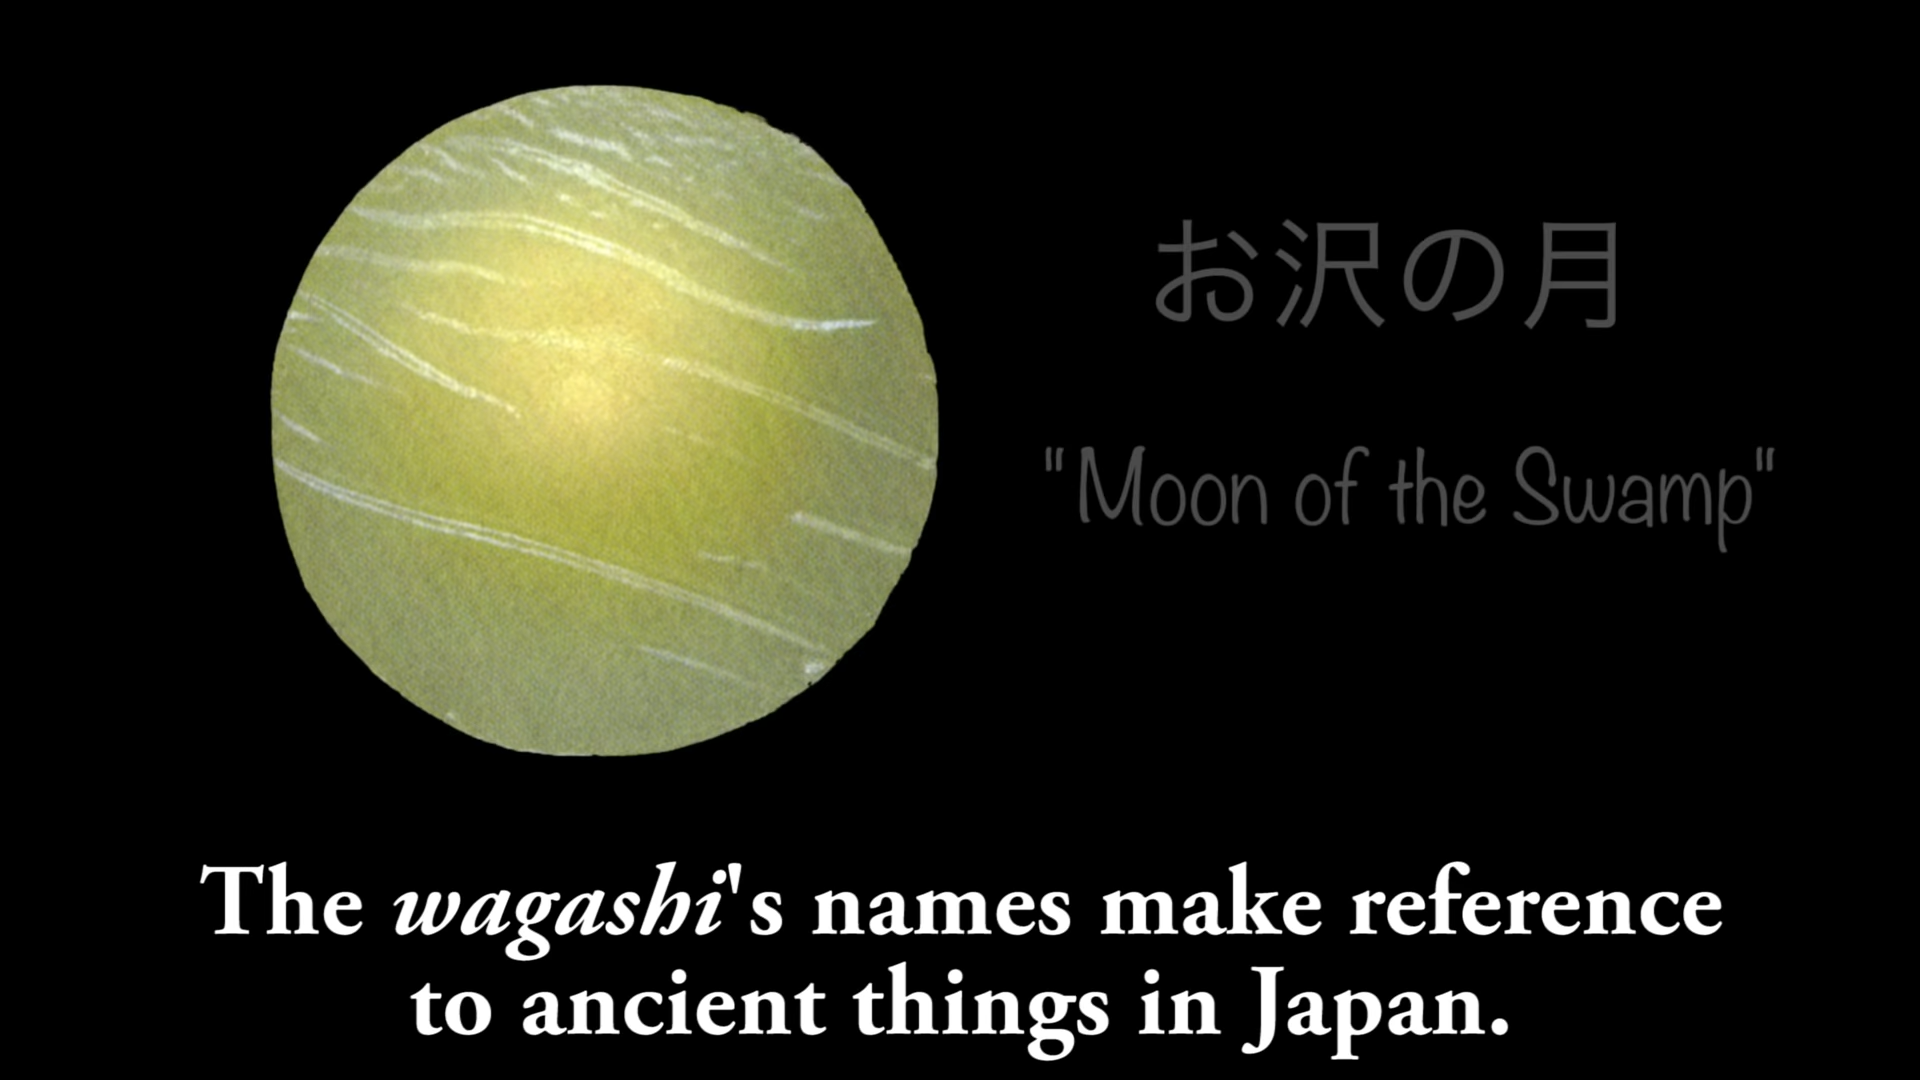 お沢の月
"Moon of the Swamp"
The wagashi's names make reference
to ancient things in Japan.